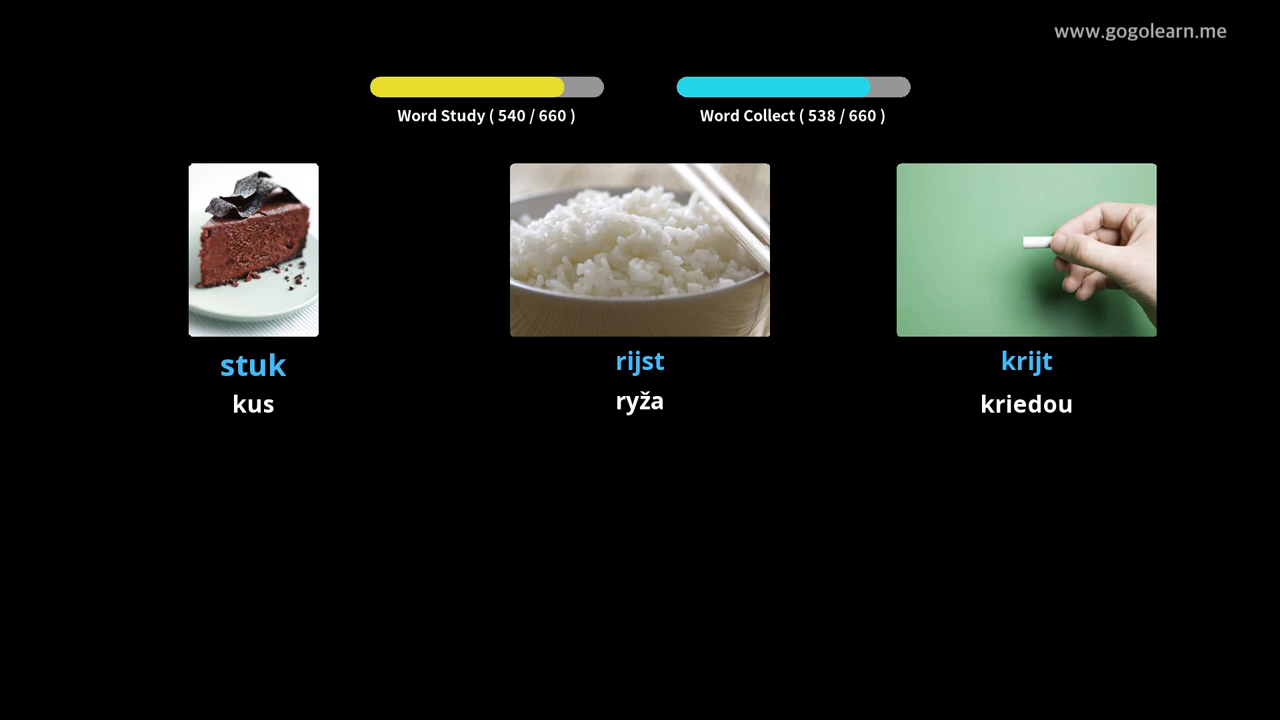 www.gogolearn.me
Word Study ( 540 / 660 )
Word Collect ( 538 / 660 )
stuk
kus
rijst
ryža
krijt
kriedou